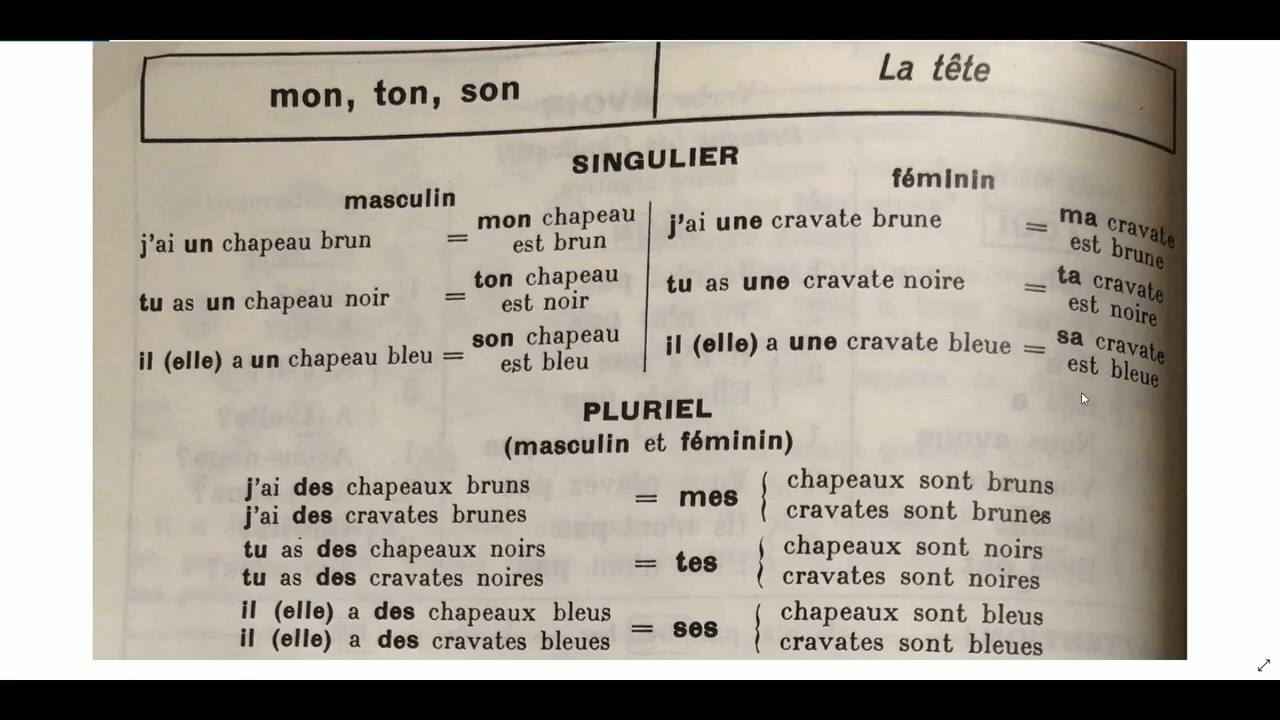 mon, ton, son
La tête
SINGULIER
masculin
féminin
j'ai un chapeau brun = mon chapeau
est brun
tu as un chapeau noir = ton chapeau
est noir
il (elle) a un chapeau bleu = son chapeau
est bleu
j'ai une cravate brune = ma cravate
est brune
tu as une cravate noire = ta cravate
est noire
il (elle) a une cravate bleue = sa cravate
est bleue
PLURIEL
(masculin et féminin)
j'ai des chapeaux bruns
j'ai des cravates brunes
= mes { chapeaux sont bruns
cravates sont brunes
tu as des chapeaux noirs
tu as des cravates noires
= tes { chapeaux sont noirs
cravates sont noires
il (elle) a des chapeaux bleus
il (elle) a des cravates bleues
= ses { chapeaux sont bleus
cravates sont bleues